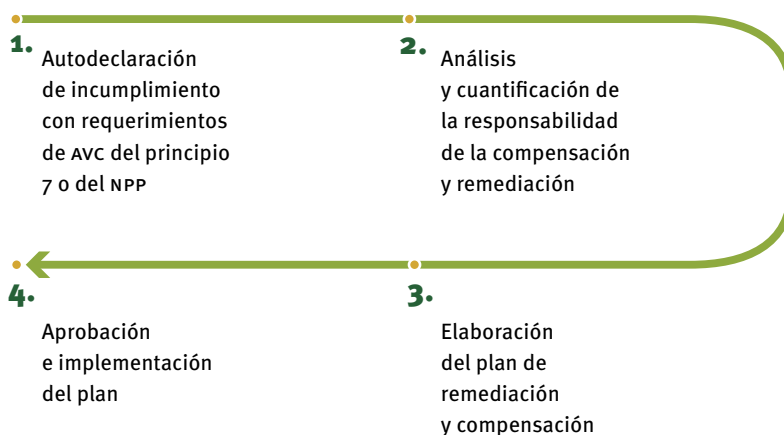 1.
Autodeclaración
de incumplimiento
con requerimientos
de AVC del principio
7 o del NPP
2.
Análisis
y cuantificación de
la responsabilidad
de la compensación
y remediación
3.
Elaboración
del plan de
remediación
y compensación
4.
Aprobación
e implementación
del plan